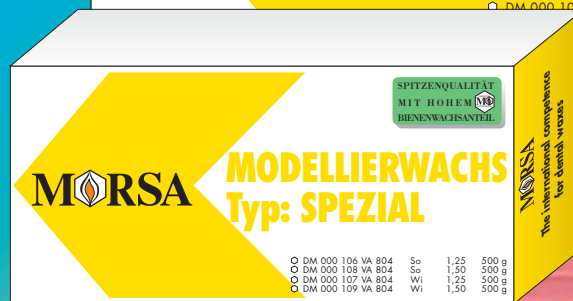 DM 000 10
SPITZENQUALITÄT
MIT HOHEM
BIENENWACHSANTEIL
MORSA
MODELLIERWACHS
Typ: SPEZIAL
DM 000 106 VA 804 So 1,25 500 g
DM 000 108 VA 804 So 1,50 500 g
DM 000 107 VA 804 Wi 1,25 500 g
DM 000 109 VA 804 Wi 1,50 500 g
MORSA
The international competence
for dental waxes